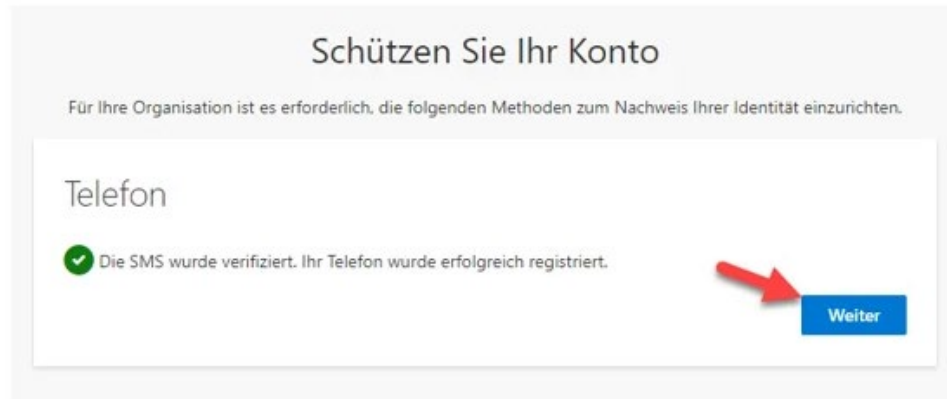 Schützen Sie Ihr Konto
Für Ihre Organisation ist es erforderlich, die folgenden Methoden zum Nachweis Ihrer Identität einzurichten.
Telefon
Die SMS wurde verifiziert. Ihr Telefon wurde erfolgreich registriert.
Weiter